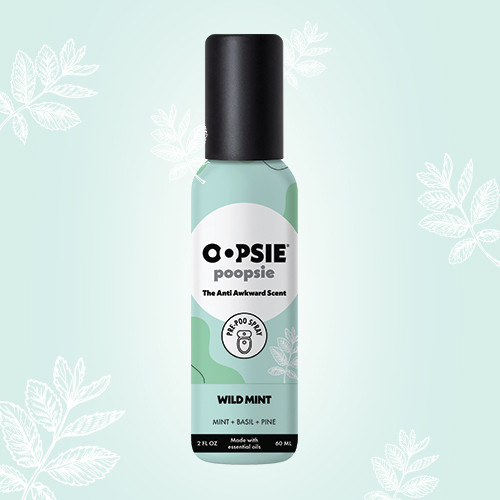 OOPSIE®
poopsie
The Anti Awkward Scent
PRE-POO SPRAY
WILD MINT
MINT + BASIL + PINE
2 FL OZ Made with 60 ML
essential oils